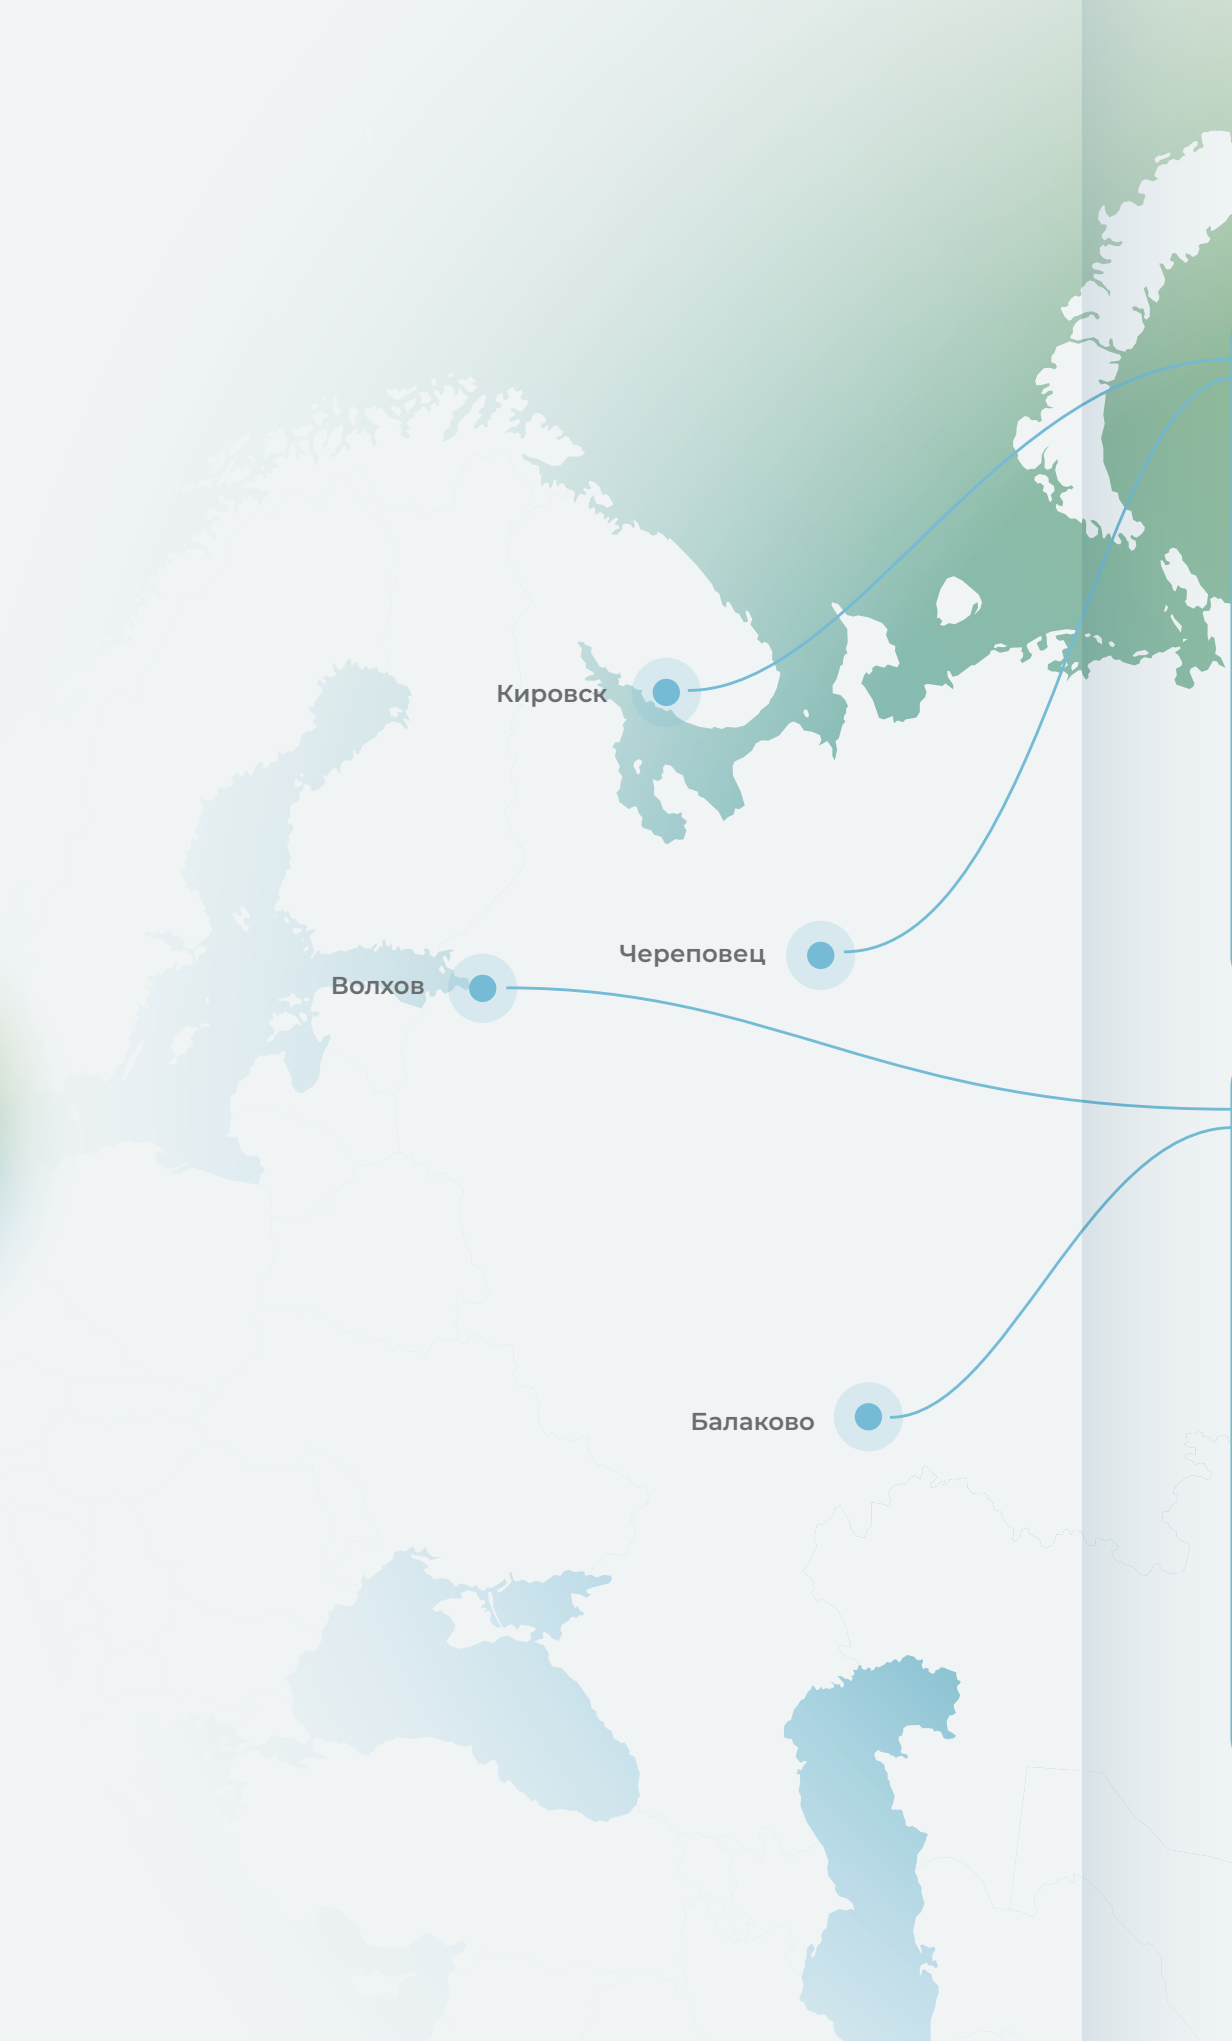 Кировск
Череповец
Волхов
Балаково